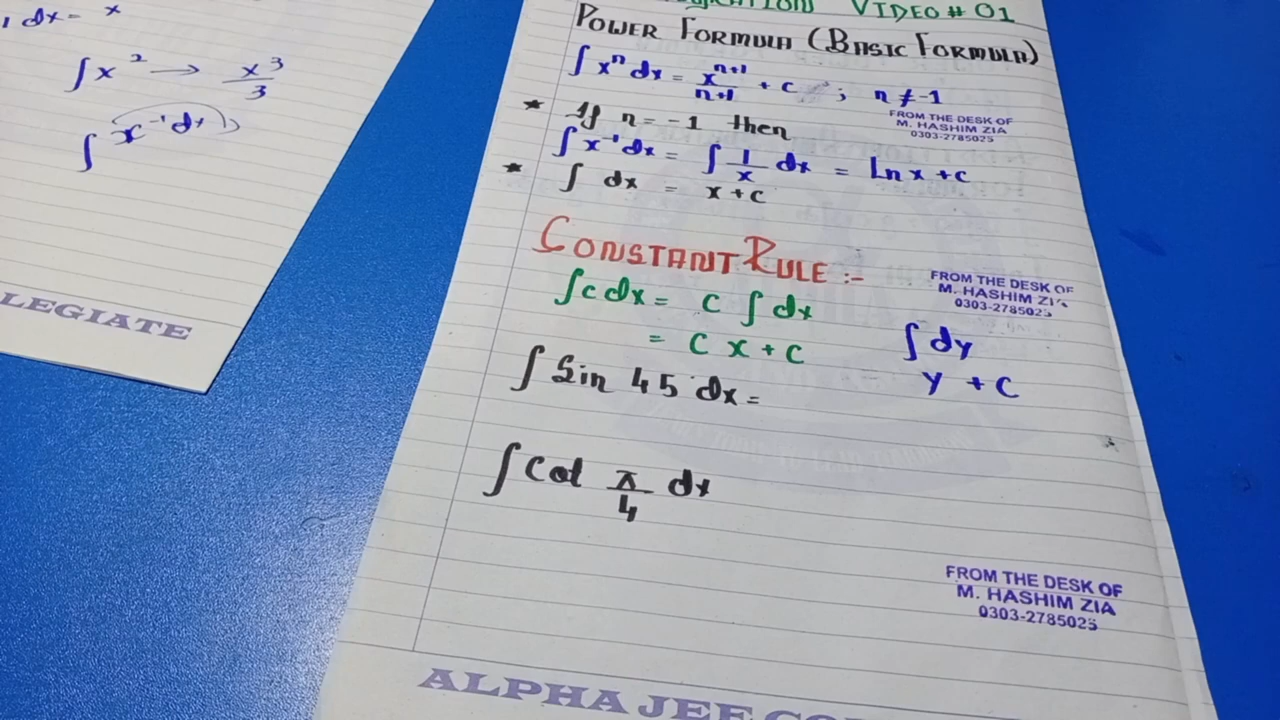 dx = x
∫ x² → x³/3
∫ x⁻¹ dx
LEGIATE
VIDEO # 01
POWER FORMULA (BASIC FORMULA)
∫ xⁿ dx = xⁿ⁺¹/n+1 + c ; n ≠ -1
FROM THE DESK OF
M. HASHIM ZIA
0303-2785025
* If n = -1 then
∫ x⁻¹ dx = ∫ 1/x dx = Ln x + c
* ∫ dx = x + c
CONSTANT RULE :-
FROM THE DESK OF
M. HASHIM ZIA
0303-2785025
∫ c dx = c ∫ dx
= c x + c
∫ dy
y + c
∫ Sin 45 dx =
∫ Cot π/4 dx
FROM THE DESK OF
M. HASHIM ZIA
0303-2785025
ALPHA JEE CO